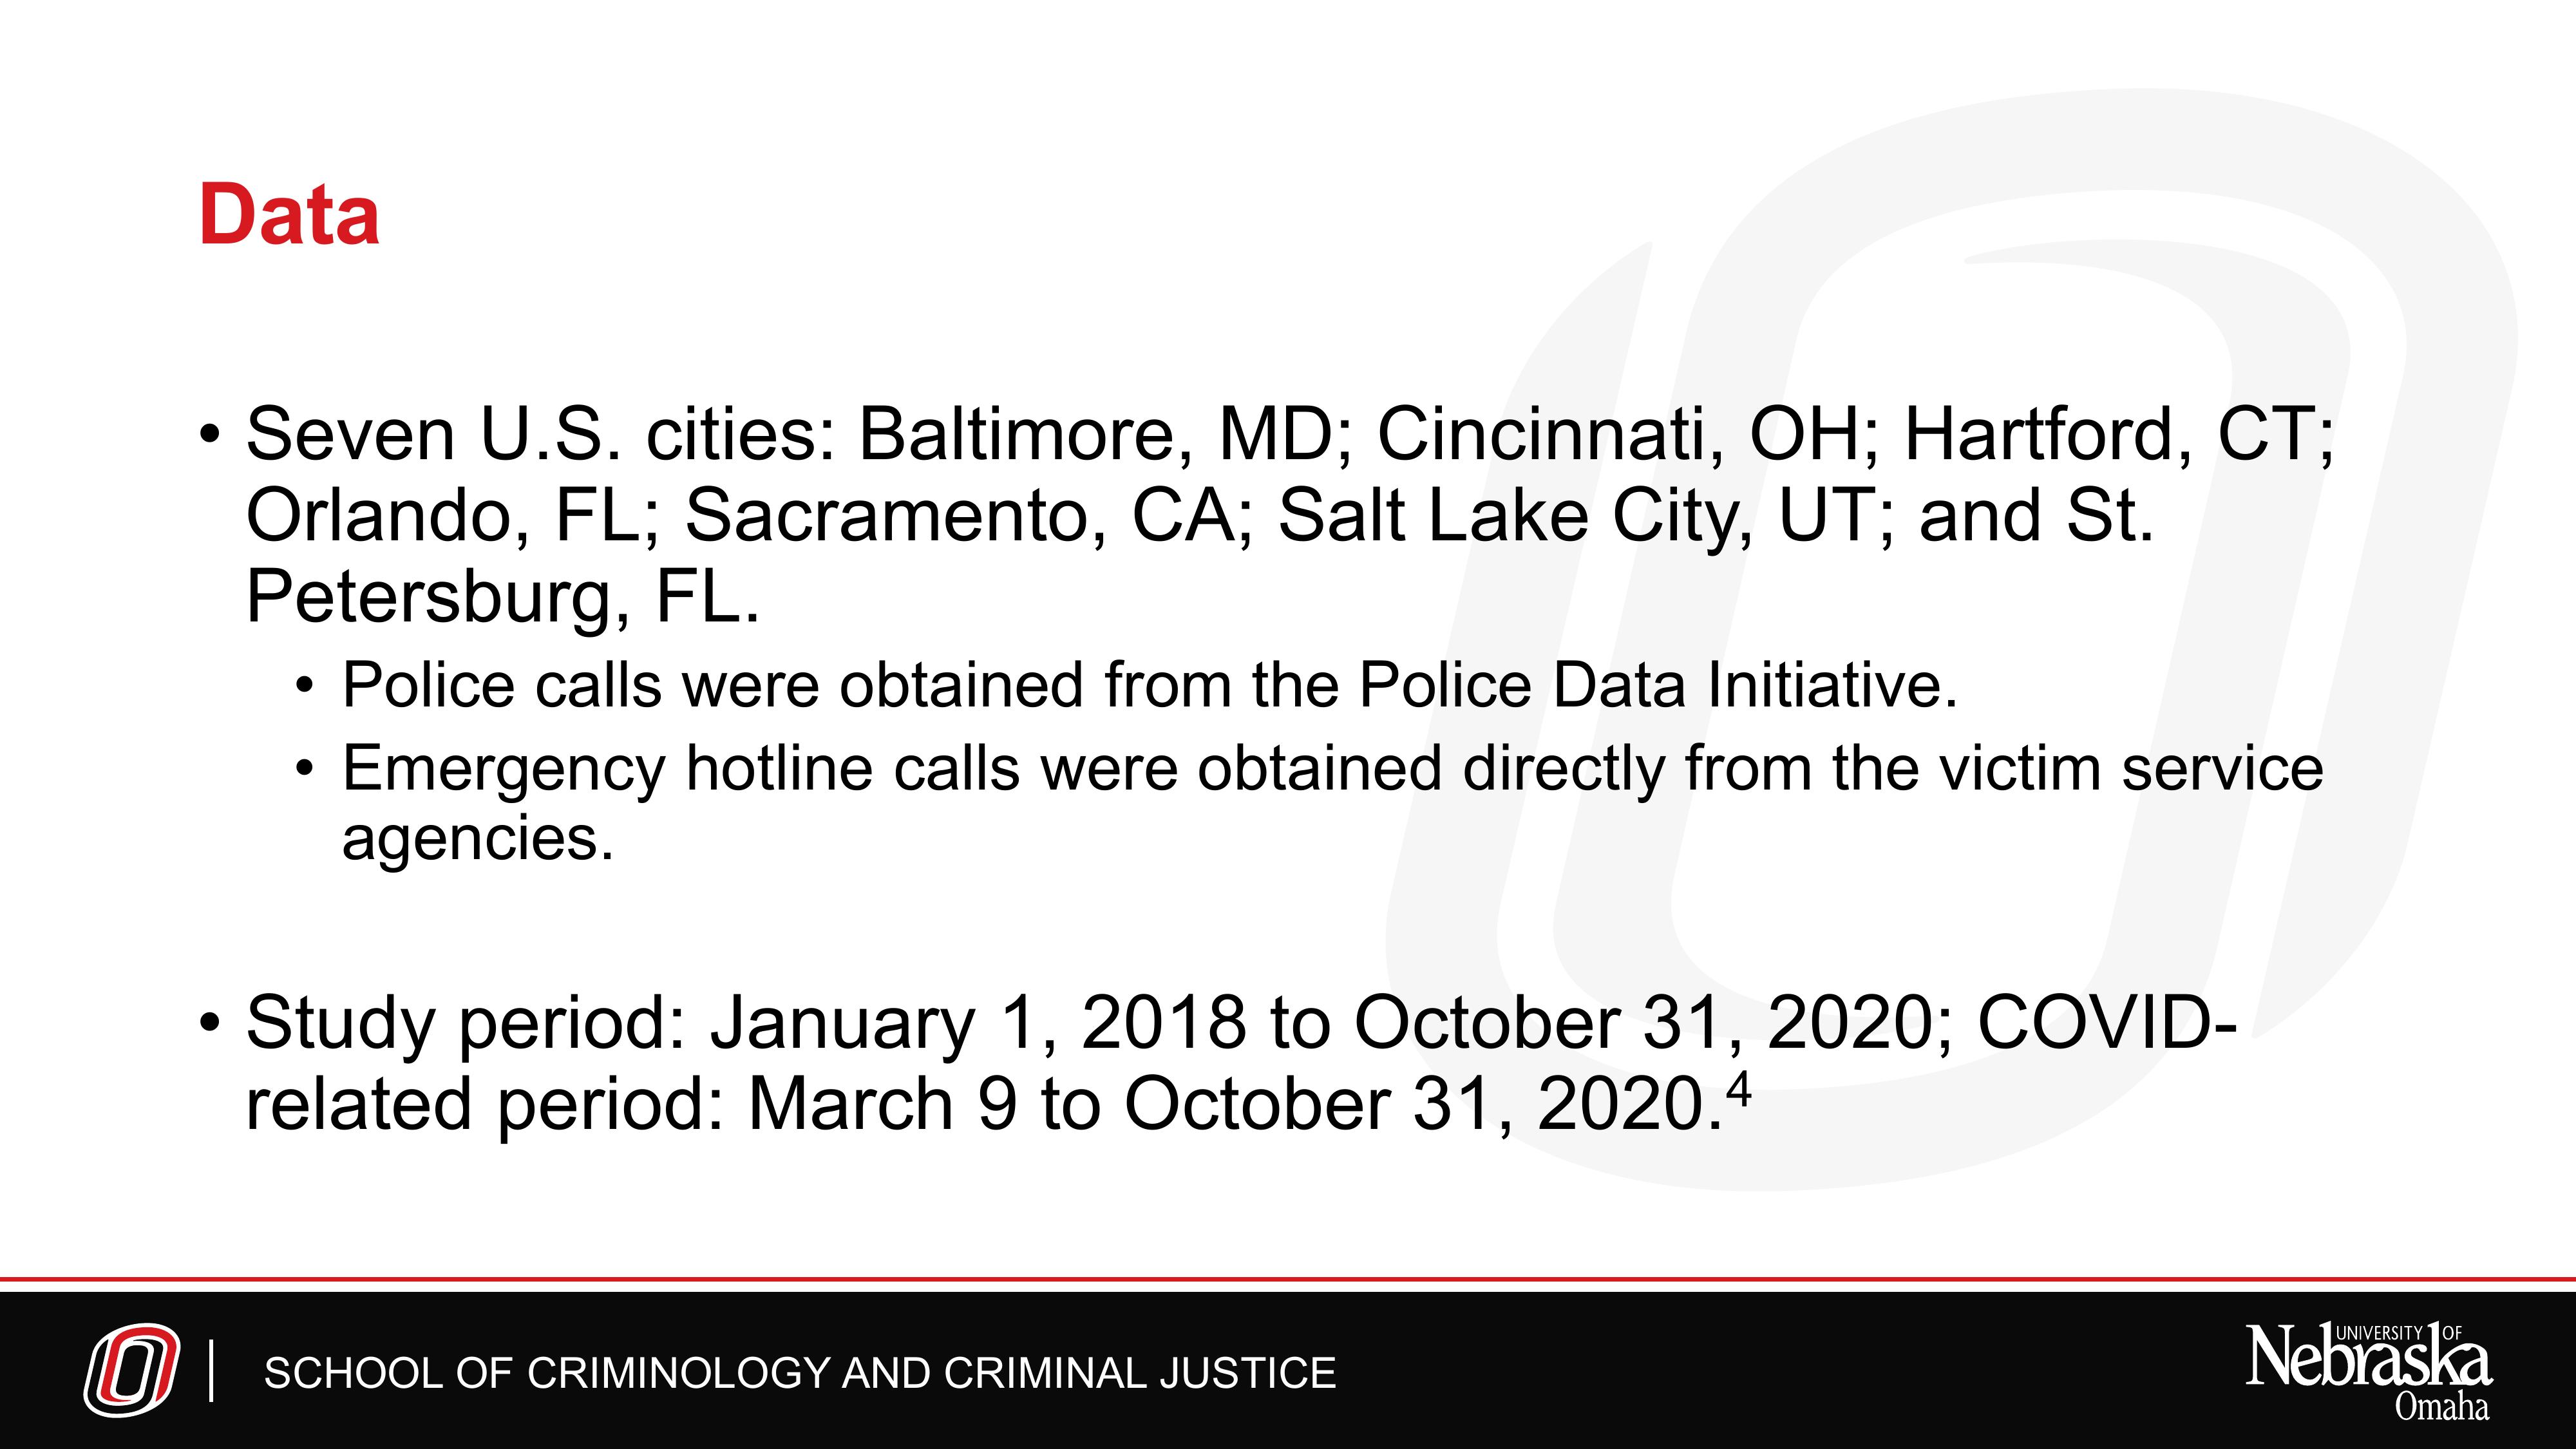 Data
• Seven U.S. cities: Baltimore, MD; Cincinnati, OH; Hartford, CT;
Orlando, FL; Sacramento, CA; Salt Lake City, UT; and St.
Petersburg, FL.
• Police calls were obtained from the Police Data Initiative.
• Emergency hotline calls were obtained directly from the victim service
agencies.
• Study period: January 1, 2018 to October 31, 2020; COVID-
related period: March 9 to October 31, 2020.⁴
SCHOOL OF CRIMINOLOGY AND CRIMINAL JUSTICE
UNIVERSITY OF
Nebraska
Omaha